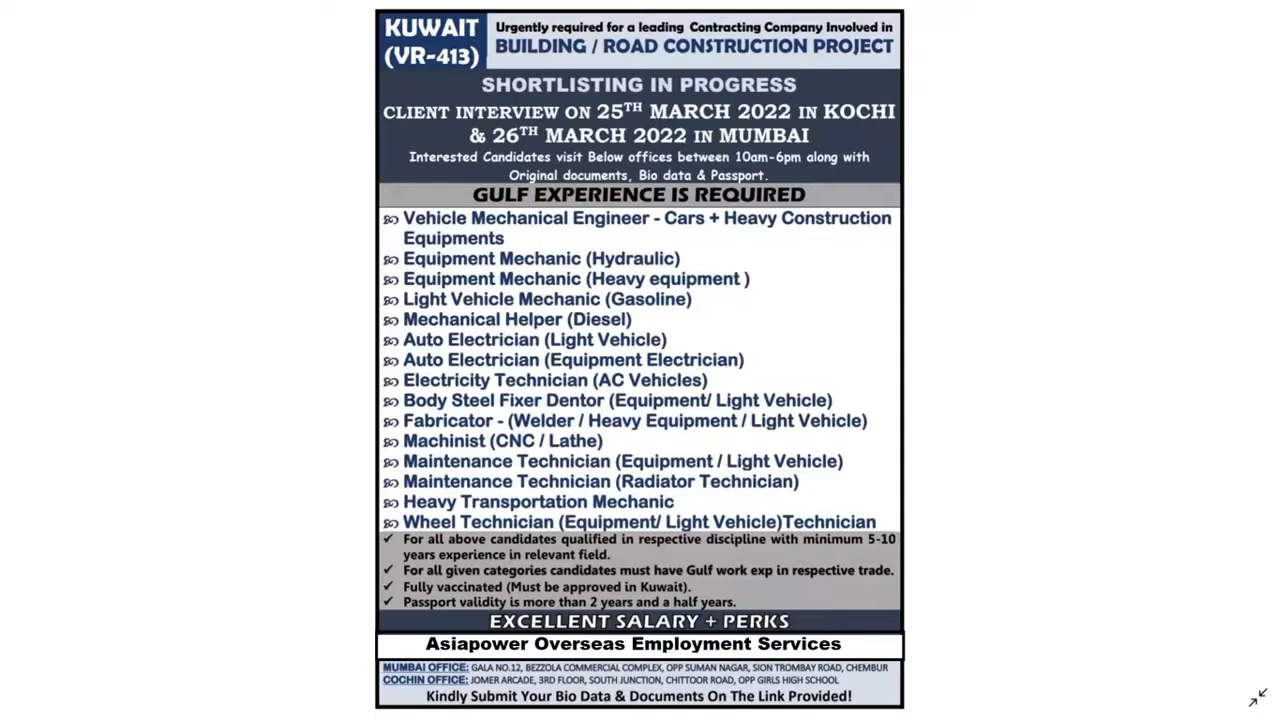 KUWAIT
(VR-413)
Urgently required for a leading Contracting Company Involved in
BUILDING / ROAD CONSTRUCTION PROJECT
SHORTLISTING IN PROGRESS
CLIENT INTERVIEW ON 25TH MARCH 2022 IN KOCHI
& 26TH MARCH 2022 IN MUMBAI
Interested Candidates visit Below offices between 10am-6pm along with
Original documents, Bio data & Passport.
GULF EXPERIENCE IS REQUIRED
Vehicle Mechanical Engineer - Cars + Heavy Construction
Equipments
Equipment Mechanic (Hydraulic)
Equipment Mechanic (Heavy equipment )
Light Vehicle Mechanic (Gasoline)
Mechanical Helper (Diesel)
Auto Electrician (Light Vehicle)
Auto Electrician (Equipment Electrician)
Electricity Technician (AC Vehicles)
Body Steel Fixer Dentor (Equipment/ Light Vehicle)
Fabricator - (Welder / Heavy Equipment / Light Vehicle)
Machinist (CNC / Lathe)
Maintenance Technician (Equipment / Light Vehicle)
Maintenance Technician (Radiator Technician)
Heavy Transportation Mechanic
Wheel Technician (Equipment/ Light Vehicle)Technician
✓ For all above candidates qualified in respective discipline with minimum 5-10
years experience in relevant field.
✓ For all given categories candidates must have Gulf work exp in respective trade.
✓ Fully vaccinated (Must be approved in Kuwait).
✓ Passport validity is more than 2 years and a half years.
EXCELLENT SALARY + PERKS
Asiapower Overseas Employment Services
MUMBAI OFFICE: GALA NO.12, BEZZOLA COMMERCIAL COMPLEX, OPP SUMAN NAGAR, SION TROMBAY ROAD, CHEMBUR
COCHIN OFFICE: JOMER ARCADE, 3RD FLOOR, SOUTH JUNCTION, CHITTOOR ROAD, OPP GIRLS HIGH SCHOOL
Kindly Submit Your Bio Data & Documents On The Link Provided!